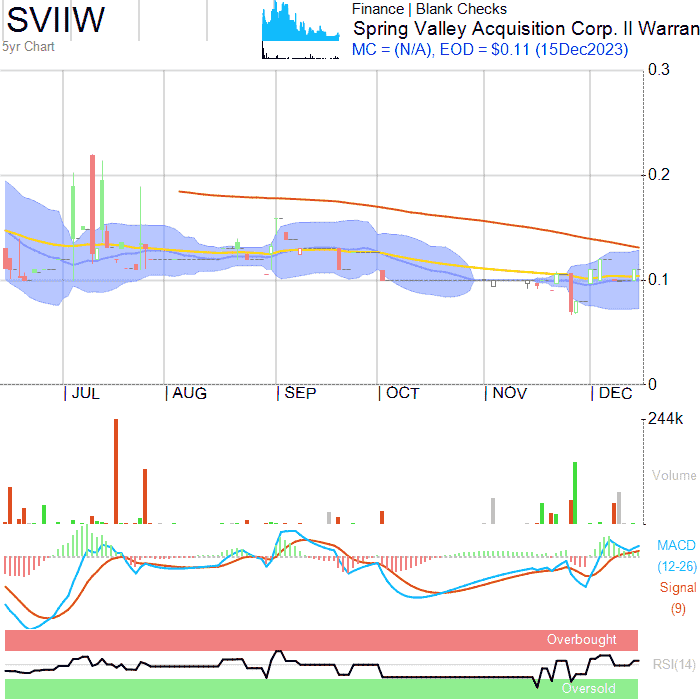 SVIIW
5yr Chart
Finance | Blank Checks
Spring Valley Acquisition Corp. II Warran
MC = (N/A), EOD = $0.11 (15Dec2023)
0.3
0.2
0.1
0
JUL
AUG
SEP
OCT
NOV
DEC
244k
Volume
MACD
(12-26)
Signal
(9)
Overbought
RSI(14)
Oversold